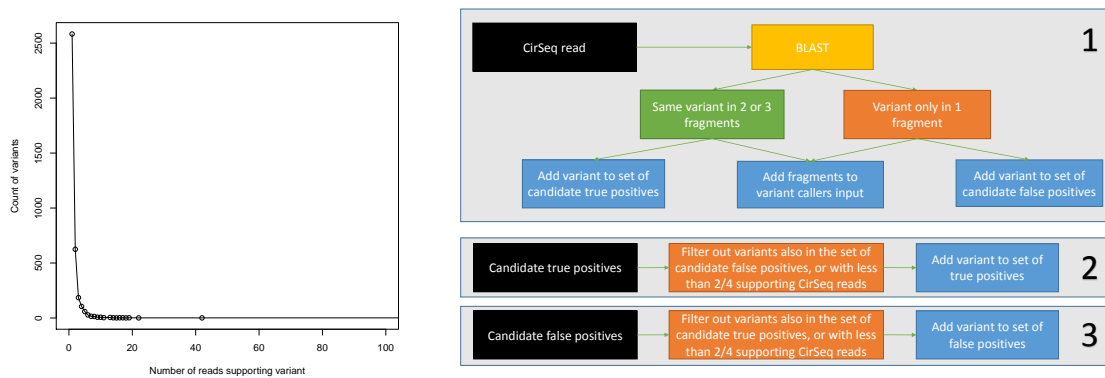 2500
2000
1500
1000
500
0
Count of variants
0
20
40
60
80
100
Number of reads supporting variant
1
CirSeq read
BLAST
Same variant in 2 or 3
fragments
Variant only in 1
fragment
Add variant to set of
candidate true positives
Add fragments to
variant callers input
Add variant to set of
candidate false positives
2
Candidate true positives
Filter out variants also in the set of
candidate false positives, or with less
than 2/4 supporting CirSeq reads
Add variant to set of
true positives
3
Candidate false positives
Filter out variants also in the set of
candidate true positives, or with less
than 2/4 supporting CirSeq reads
Add variant to set of
false positives